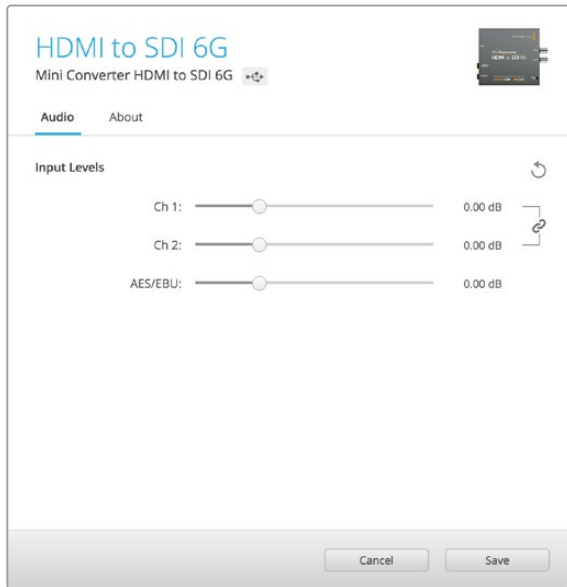 HDMI to SDI 6G
Mini Converter HDMI to SDI 6G
Audio About
Input Levels
Ch 1: 0.00 dB
Ch 2: 0.00 dB
AES/EBU: 0.00 dB
Cancel Save